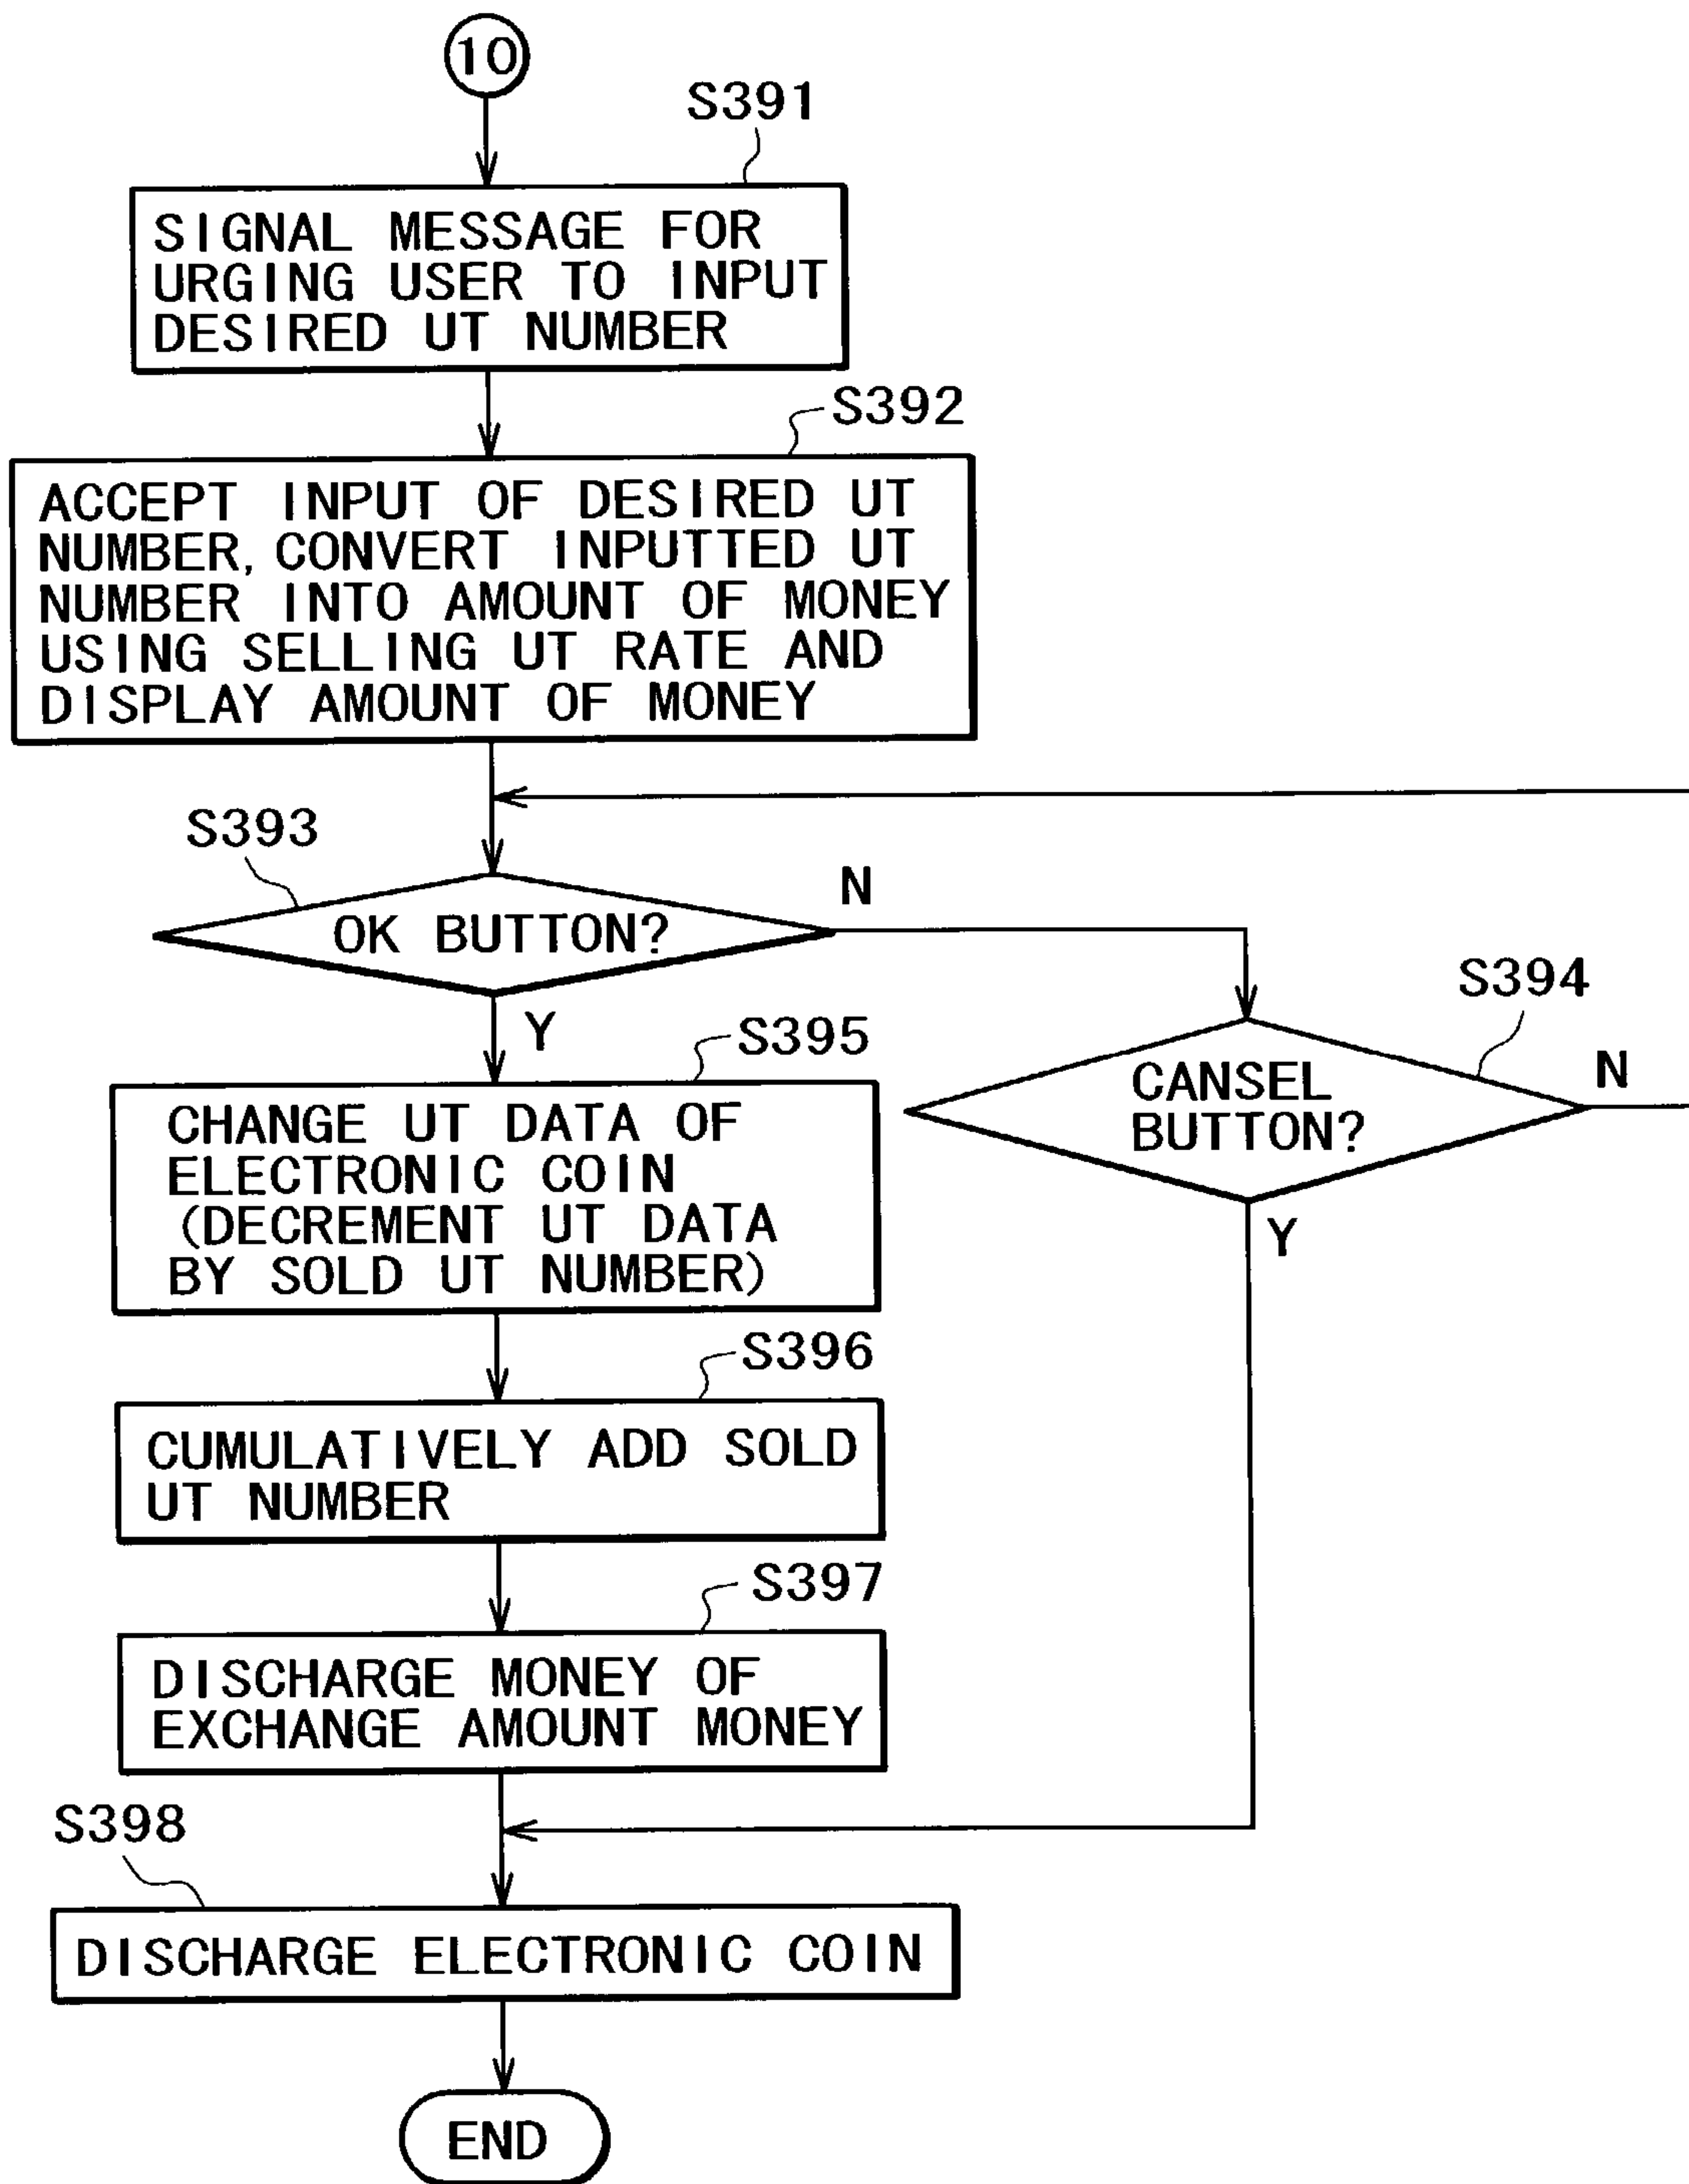 10
S391
SIGNAL MESSAGE FOR
URGING USER TO INPUT
DESIRED UT NUMBER
S392
ACCEPT INPUT OF DESIRED UT
NUMBER, CONVERT INPUTTED UT
NUMBER INTO AMOUNT OF MONEY
USING SELLING UT RATE AND
DISPLAY AMOUNT OF MONEY
S393
OK BUTTON?
N
Y
S394
CANSEL
BUTTON?
N
Y
S395
CHANGE UT DATA OF
ELECTRONIC COIN
(DECREMENT UT DATA
BY SOLD UT NUMBER)
S396
CUMULATIVELY ADD SOLD
UT NUMBER
S397
DISCHARGE MONEY OF
EXCHANGE AMOUNT MONEY
S398
DISCHARGE ELECTRONIC COIN
END